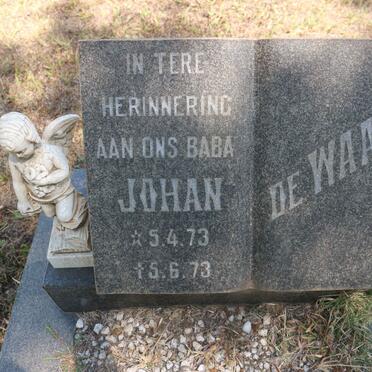 IN TERE
HERINNERING
AAN ONS BABA
JOHAN
☆ 5.4.73
† 5.6.73
DE WAA